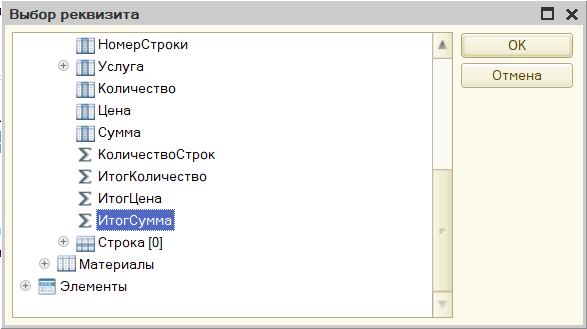 Выбор реквизита
НомерСтроки
OK
Услуга
Отмена
Количество
Цена
Сумма
КоличествоСтрок
ИтогКоличество
ИтогЦена
ИтогСумма
Строка [0]
Материалы
Элементы